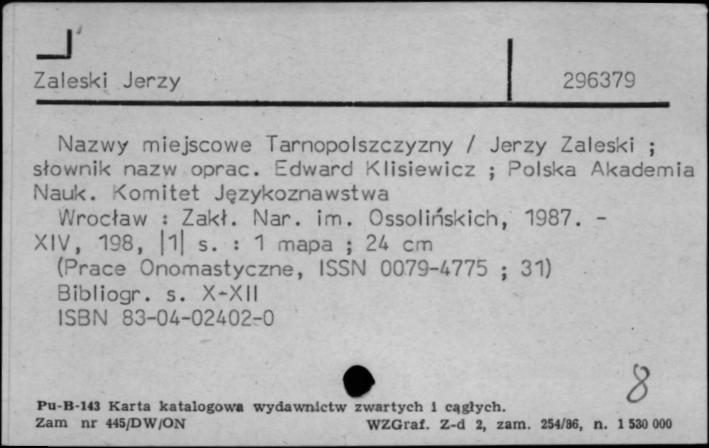 Zaleski Jerzy 296379
Nazwy miejscowe Tarnopolszczyzny / Jerzy Zaleski ;
słownik nazw oprac. Edward Klisiewicz ; Polska Akademia
Nauk. Komitet Językoznawstwa
Wrocław : Zakł. Nar. im. Ossolińskich, 1987. -
XIV, 198, |1| s. : 1 mapa ; 24 cm
(Prace Onomastyczne, ISSN 0079-4775 ; 31)
Bibliogr. s. X-XII
ISBN 83-04-02402-0
8
Pu-B-143 Karta katalogowa wydawnictw zwartych i cągłych.
Zam nr 445/DW/ON WZGraf. Z-d 2, zam. 254/86, n. 1 530 000